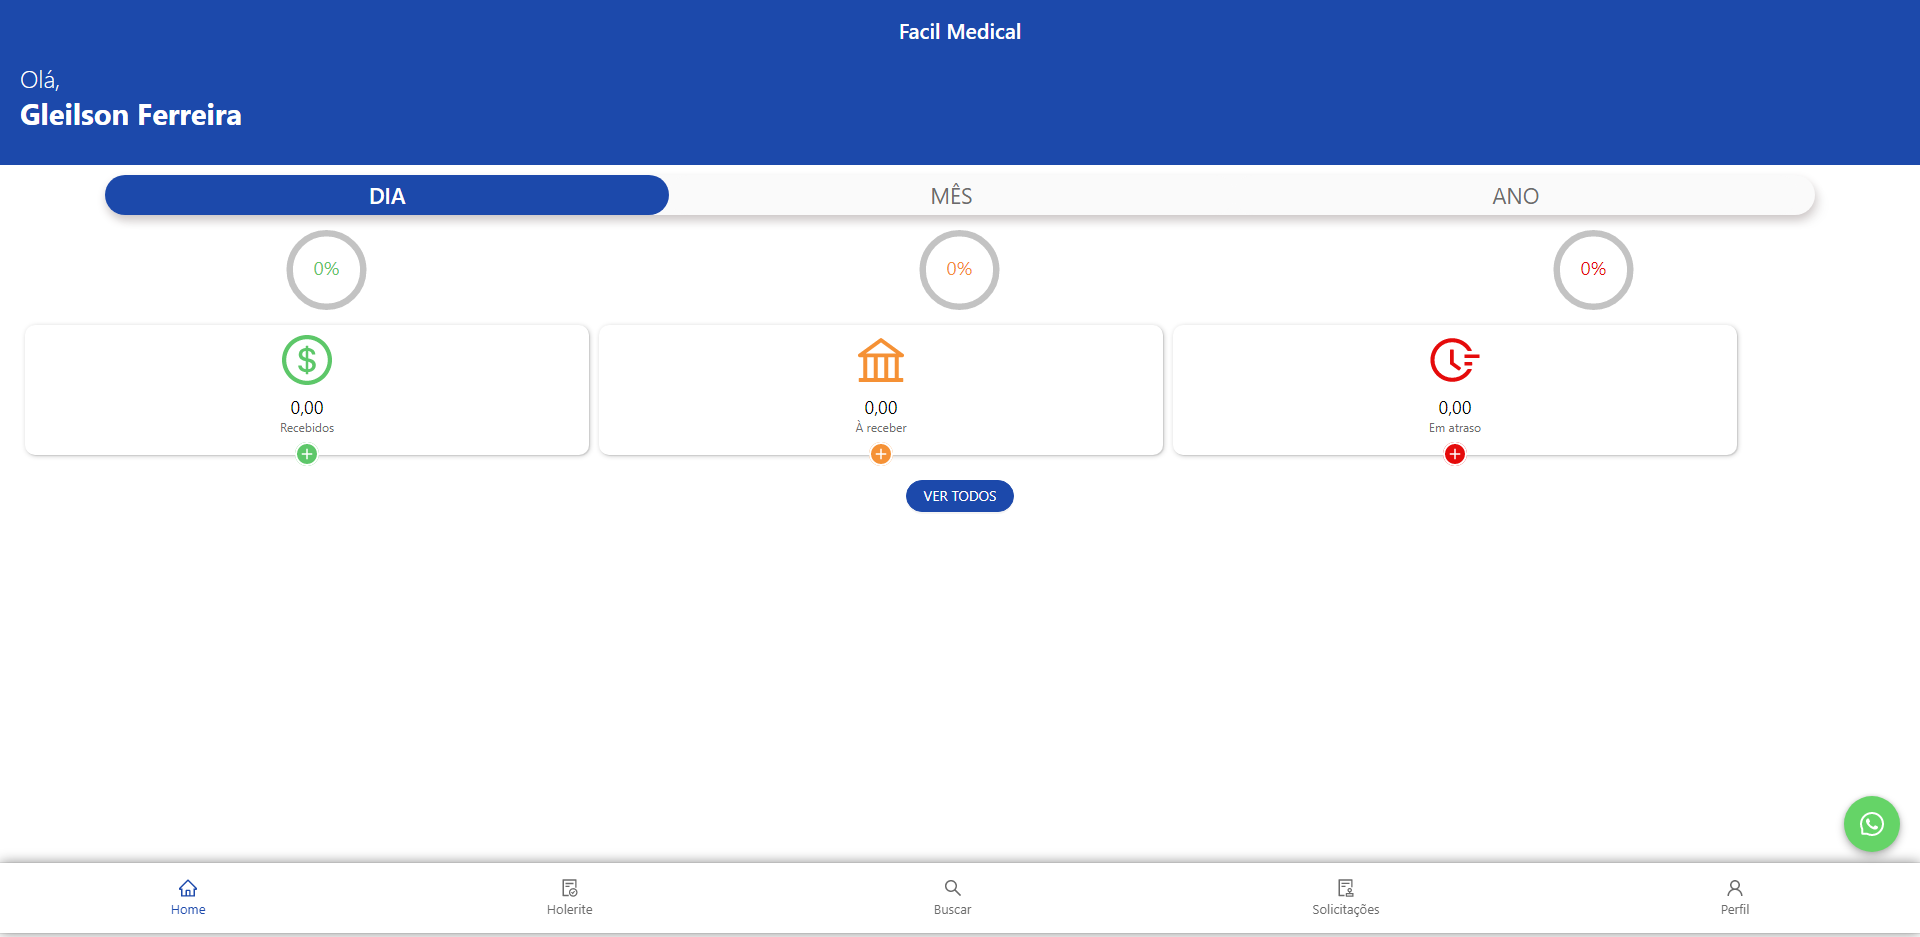 Facil Medical
Olá,
Gleilson Ferreira
DIA
MÊS
ANO
0%
0%
0%
0,00
Recebidos
0,00
À receber
0,00
Em atraso
VER TODOS
Home
Holerite
Buscar
Solicitações
Perfil